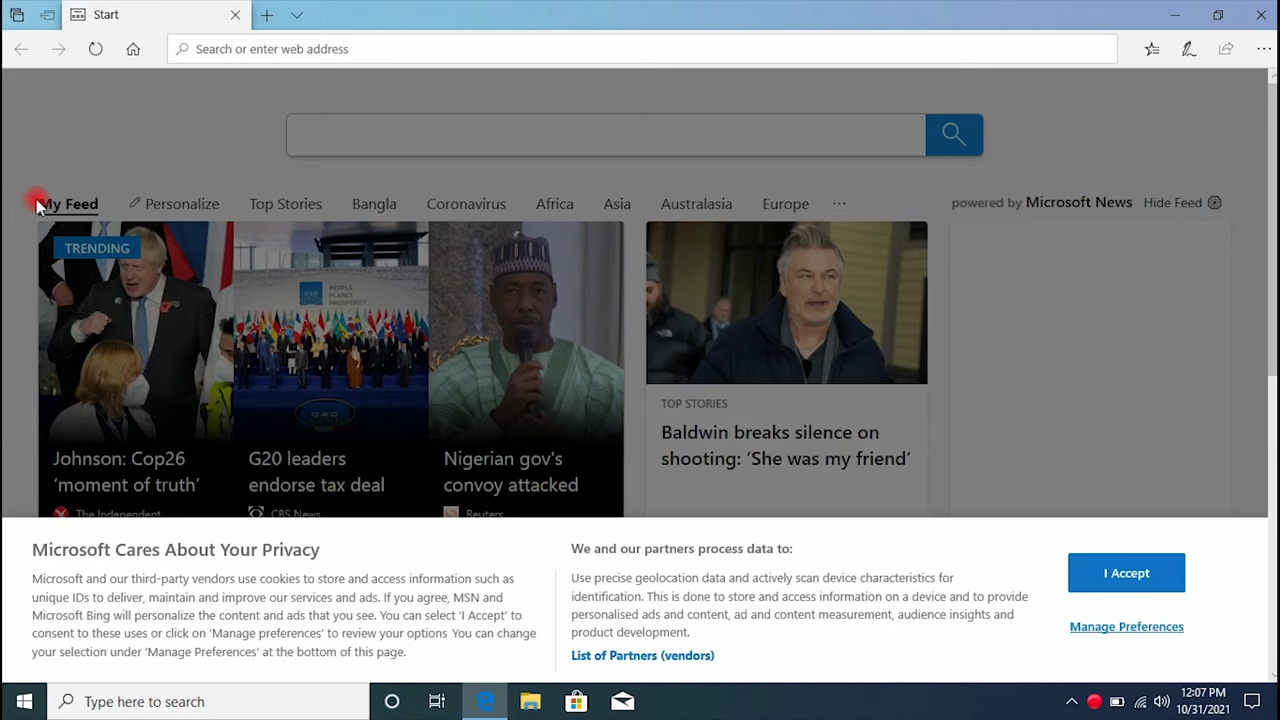 Start
Search or enter web address
My Feed
Personalize
Top Stories
Bangla
Coronavirus
Africa
Asia
Australasia
Europe
...
powered by Microsoft News
Hide Feed
TRENDING
PEOPLE
PLANET
PROSPERITY
Johnson: Cop26
‘moment of truth’
The Independent
G20 leaders
endorse tax deal
CBS News
Nigerian gov's
convoy attacked
Reuters
TOP STORIES
Baldwin breaks silence on
shooting: ‘She was my friend’
Microsoft Cares About Your Privacy
Microsoft and our third-party vendors use cookies to store and access information such as
unique IDs to deliver, maintain and improve our services and ads. If you agree, MSN and
Microsoft Bing will personalize the content and ads that you see. You can select ‘I Accept’ to
consent to these uses or click on ‘Manage preferences’ to review your options You can change
your selection under ‘Manage Preferences’ at the bottom of this page.
We and our partners process data to:
Use precise geolocation data and actively scan device characteristics for
identification. This is done to store and access information on a device and to provide
personalised ads and content, ad and content measurement, audience insights and
product development.
List of Partners (vendors)
I Accept
Manage Preferences
Type here to search
12:07 PM
10/31/2021